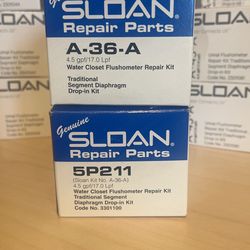 Genuine
SLOAN
Repair Parts
A-36-A
4.5 gpf/17.0 Lpf
Water Closet Flushometer Repair Kit
Traditional
Segment Diaphragm
Drop-in Kit
Genuine
SLOAN
Repair Parts
5P211
(Sloan Kit No. A-36-A)
4.5 gpf/17.0 Lpf
Water Closet Flushometer Repair Kit
Traditional Segment
Diaphragm Drop-in Kit
Code No. 3301100